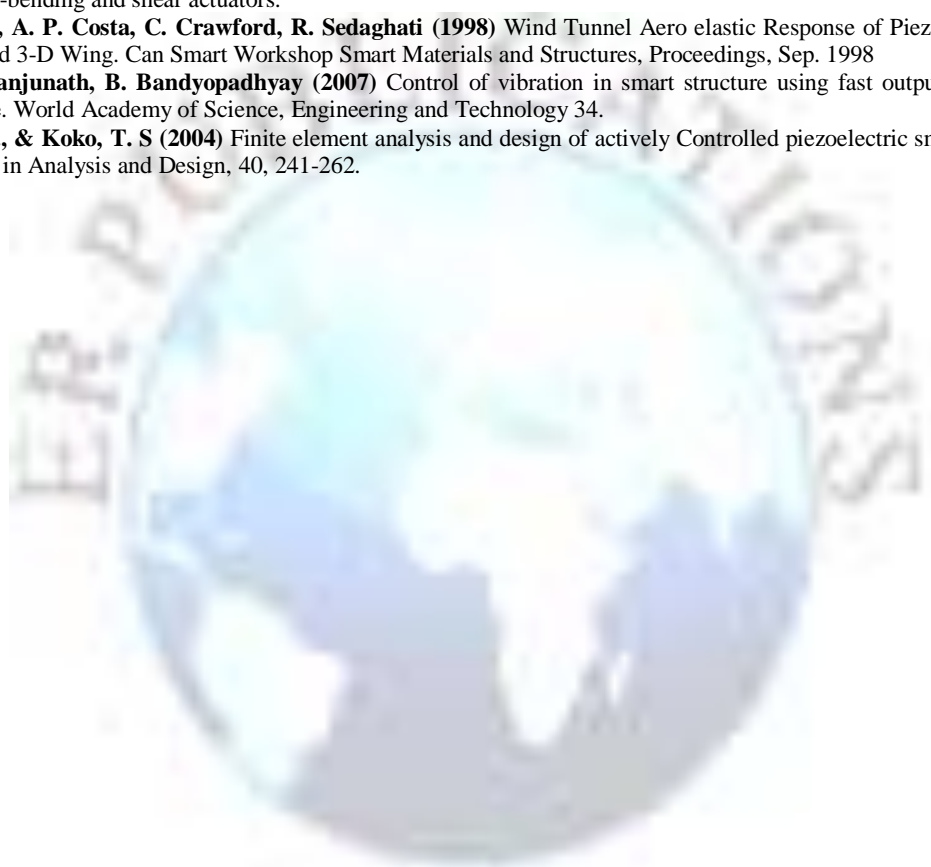 -bending and shear actuators.
, A. P. Costa, C. Crawford, R. Sedaghati (1998) Wind Tunnel Aero elastic Response of Piez
d 3-D Wing. Can Smart Workshop Smart Materials and Structures, Proceedings, Sep. 1998
anjunath, B. Bandyopadhyay (2007) Control of vibration in smart structure using fast outpu
e. World Academy of Science, Engineering and Technology 34.
., & Koko, T. S (2004) Finite element analysis and design of actively Controlled piezoelectric sm
in Analysis and Design, 40, 241-262.
ER PUBLICATIONS